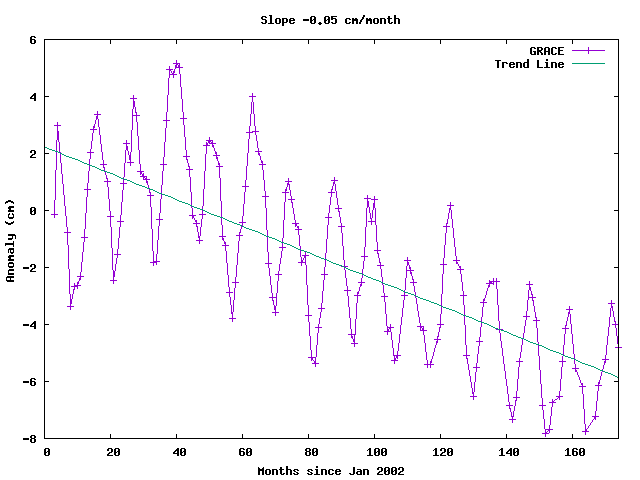 Slope -0.05 cm/month
GRACE
Trend Line
6
4
2
0
-2
-4
-6
-8
Anomaly (cm)
0 20 40 60 80 100 120 140 160
Months since Jan 2002